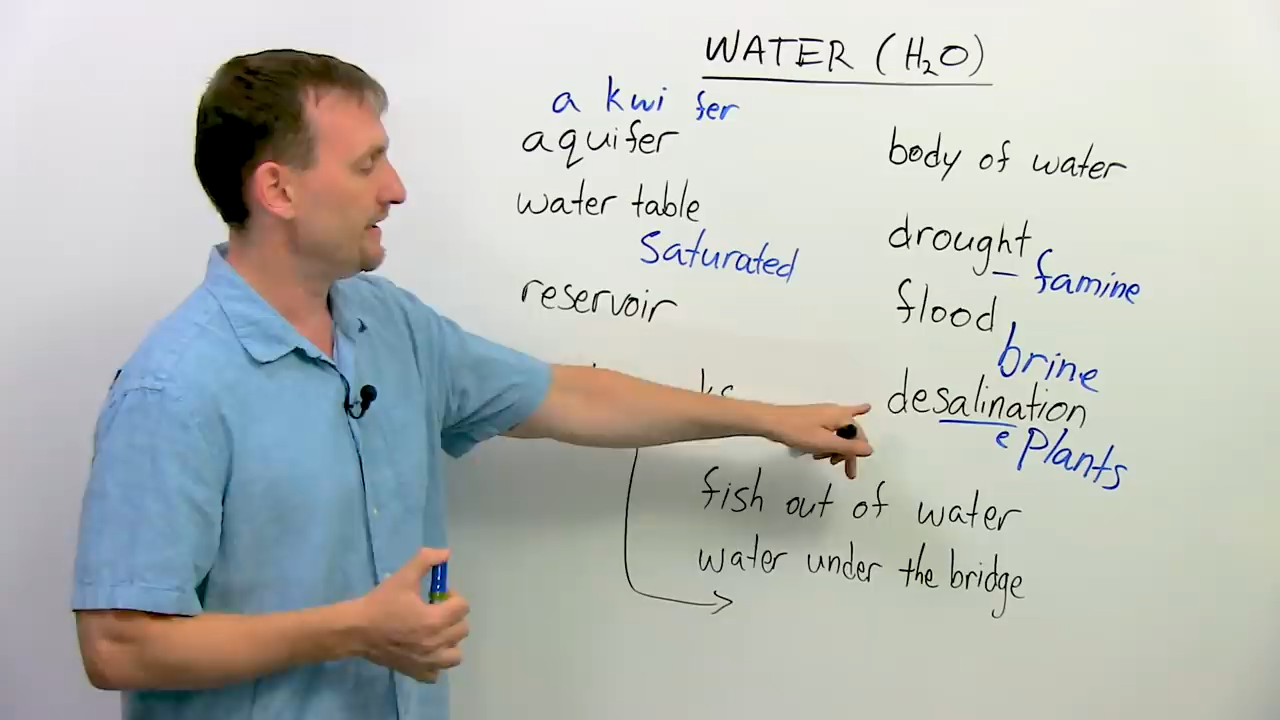 WATER (H₂O)
a kwi fer
aquifer
water table
saturated
reservoir
body of water
drought – famine
flood
brine
desalination
e Plants
fish out of water
water under the bridge